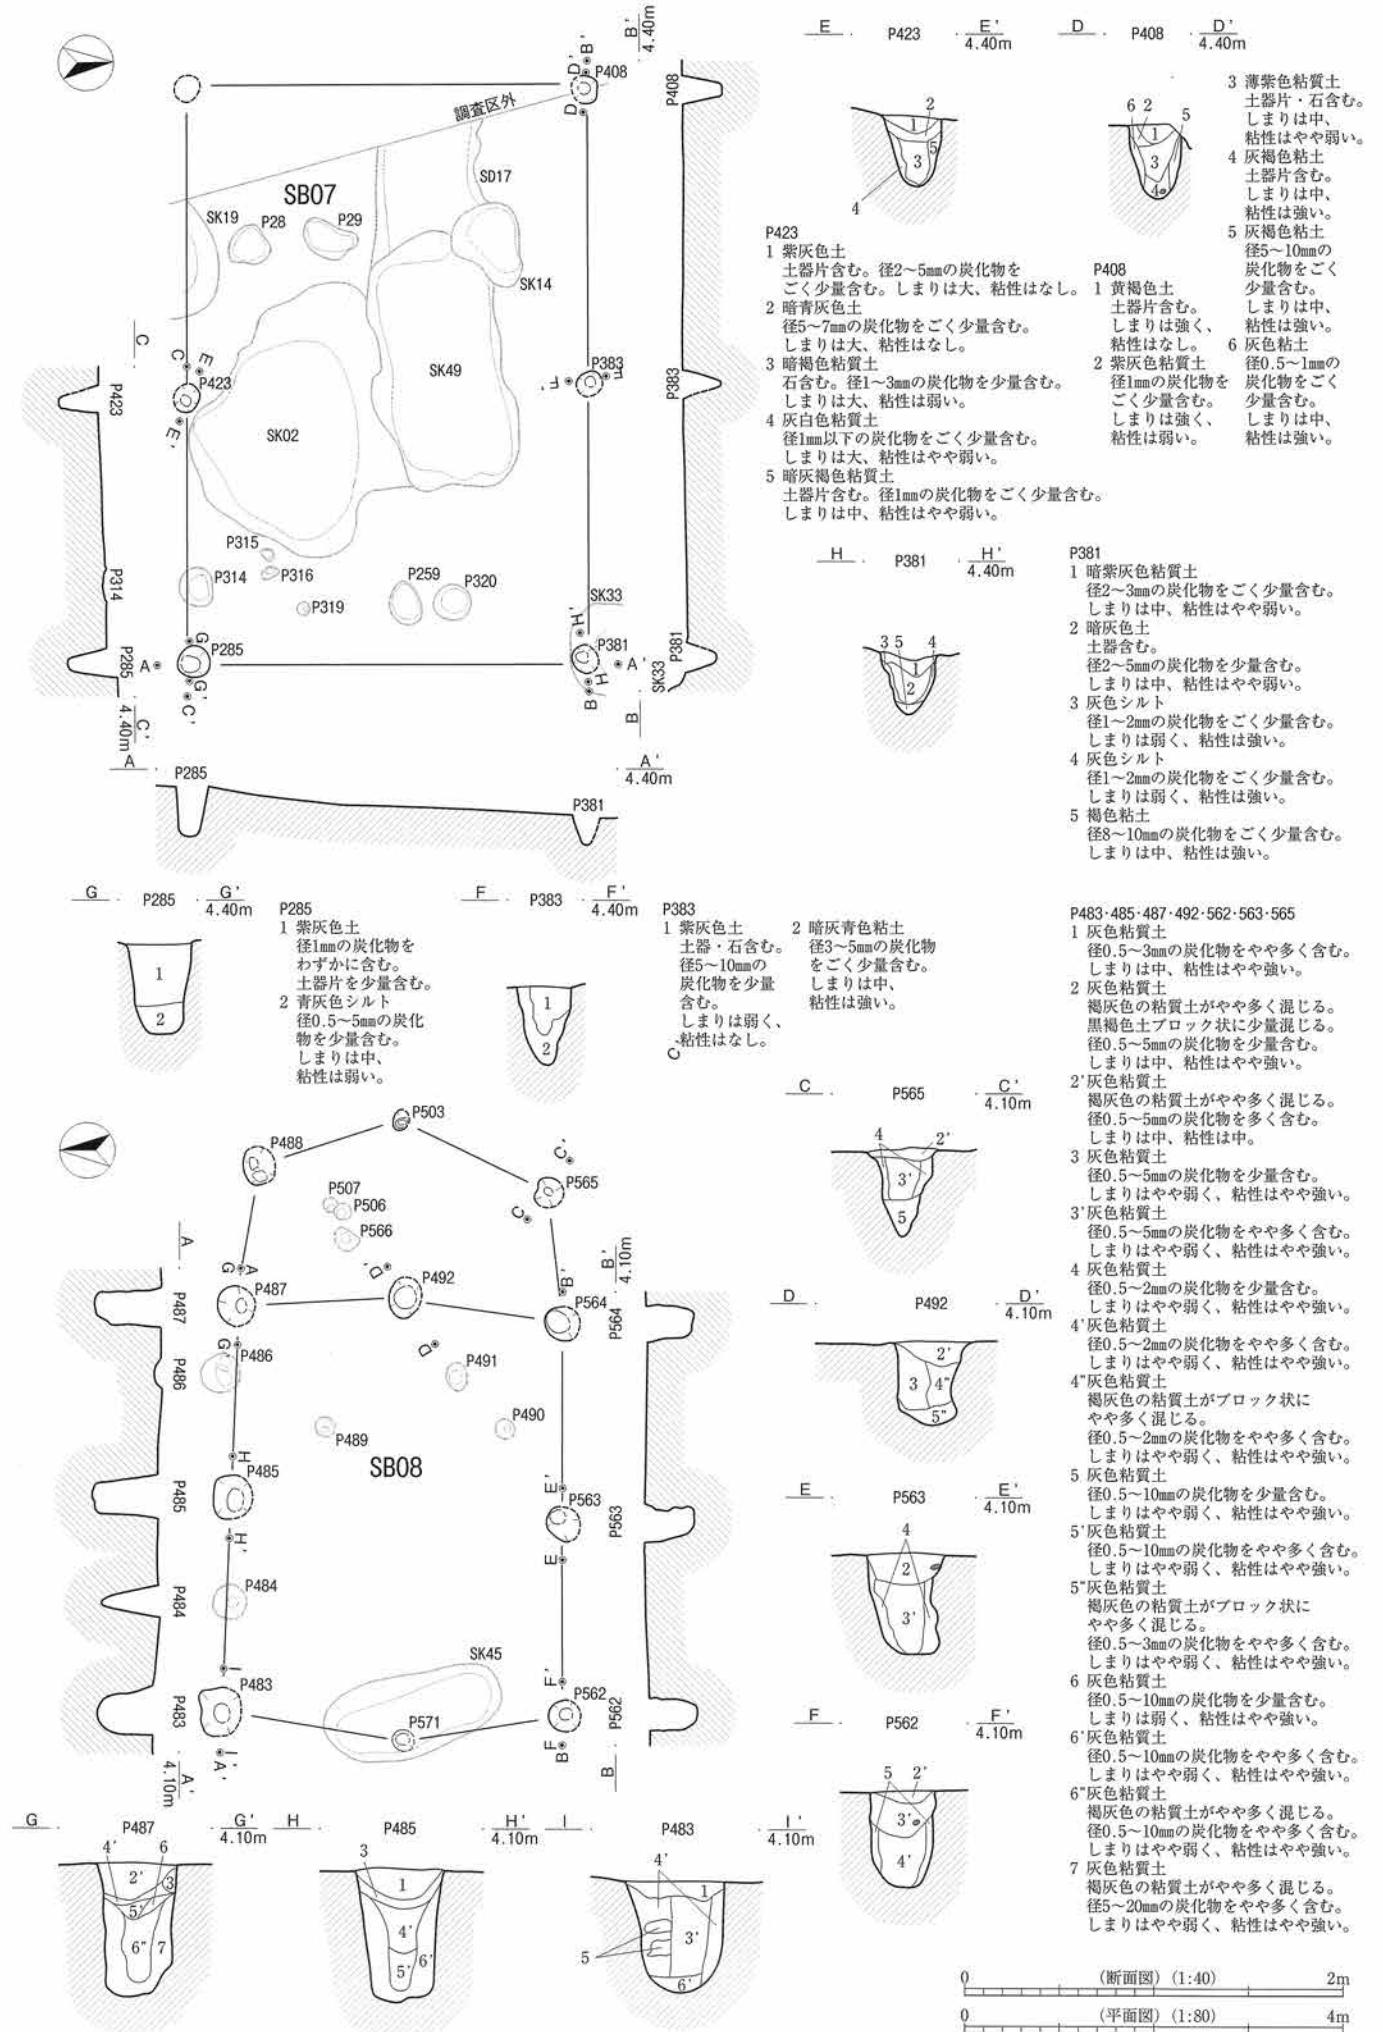 E P423 E' 4.40m
D P408 D' 4.40m
B' 4.40m
D' B' P408
D
調査区外
P408
SB07
SD17
SK19 P28 P29
SK14
C
C E
P423
E'
P423
SK49
F' P383 F
P383
SK02
P315
P314 P316
P259 P320
P319
SK33
P314
G P285
A
G'
C'
P285
4.40m C'
H' P381
A'
H
B
P381
SK33
B
A P285 A' 4.40m
P381
2
1
5
3
4
6 2 5
1
3
4
P423
1 紫灰色土
土器片含む。径2～5㎜の炭化物を
ごく少量含む。しまりは大、粘性はなし。
2 暗青灰色土
径5～7㎜の炭化物をごく少量含む。
しまりは大、粘性はなし。
3 暗褐色粘質土
石含む。径1～3㎜の炭化物を少量含む。
しまりは大、粘性は弱い。
4 灰白色粘質土
径1㎜以下の炭化物をごく少量含む。
しまりは大、粘性はやや弱い。
5 暗灰褐色粘質土
土器片含む。径1㎜の炭化物をごく少量含む。
しまりは中、粘性はやや弱い。
P408
1 黄褐色土
土器片含む。
しまりは強く、
粘性はなし。
2 紫灰色粘質土
径1㎜の炭化物を
ごく少量含む。
しまりは強く、
粘性は弱い。
3 薄紫色粘質土
土器片・石含む。
しまりは中、
粘性はやや弱い。
4 灰褐色粘土
土器片含む。
しまりは中、
粘性は強い。
5 灰褐色粘土
径5～10㎜の
炭化物をごく
少量含む。
しまりは中、
粘性は強い。
6 灰色粘土
径0.5～1㎜の
炭化物をごく
少量含む。
しまりは中、
粘性は強い。
H P381 H' 4.40m
3 5 4
1
2
P381
1 暗紫灰色粘質土
径2～3㎜の炭化物をごく少量含む。
しまりは中、粘性はやや弱い。
2 暗灰色土
土器含む。
径2～5㎜の炭化物を少量含む。
しまりは中、粘性はやや弱い。
3 灰色シルト
径1～2㎜の炭化物をごく少量含む。
しまりは弱く、粘性は強い。
4 灰色シルト
径1～2㎜の炭化物をごく少量含む。
しまりは弱く、粘性は強い。
5 褐色粘土
径8～10㎜の炭化物をごく少量含む。
しまりは中、粘性は強い。
G P285 G' 4.40m
1
2
P285
1 紫灰色土
径1㎜の炭化物を
わずかに含む。
土器片を少量含む。
2 青灰色シルト
径0.5～5㎜の炭化
物を少量含む。
しまりは中、
粘性は弱い。
F P383 F' 4.40m
1
2
P383
1 紫灰色土
土器・石含む。
径5～10㎜の
炭化物を少量
含む。
しまりは弱く、
粘性はなし。
2 暗灰青色粘土
径3～5㎜の炭化物
をごく少量含む。
しまりは中、
粘性は強い。
C'
P503
P488
C'
P565
C
P507
P506
P566
A
G A
P487
D'
P492
B'
P564
B' 4.10m
P564
P487
G'
P486
P486
D
P491
P489
P490
SB08
H
P485
H'
P485
E'
P563
E
P563
P484
P484
SK45
I
P483
I'
A'
P483
4.10m A'
P571
F'
P562
F
B
P562
B
C P565 C' 4.10m
4 2'
3'
5
D P492 D' 4.10m
2'
3 4"
5"
E P563 E' 4.10m
4
2
3'
F P562 F' 4.10m
5 2'
3'
4'
G P487 G' 4.10m
4' 6
2' 3
5'
6" 7
H P485 H' 4.10m
3
1
4'
5' 6'
I P483 I' 4.10m
4'
1
3'
5
6'
P483·485·487·492·562·563·565
1 灰色粘質土
径0.5～3㎜の炭化物をやや多く含む。
しまりは中、粘性はやや強い。
2 灰色粘質土
褐灰色の粘質土がやや多く混じる。
黒褐色土ブロック状に少量混じる。
径0.5～5㎜の炭化物を少量含む。
しまりは中、粘性はやや強い。
2'灰色粘質土
褐灰色の粘質土がやや多く混じる。
径0.5～5㎜の炭化物を多く含む。
しまりは中、粘性は中。
3 灰色粘質土
径0.5～5㎜の炭化物を少量含む。
しまりはやや弱く、粘性はやや強い。
3'灰色粘質土
径0.5～5㎜の炭化物をやや多く含む。
しまりはやや弱く、粘性はやや強い。
4 灰色粘質土
径0.5～2㎜の炭化物を少量含む。
しまりはやや弱く、粘性はやや強い。
4'灰色粘質土
径0.5～2㎜の炭化物をやや多く含む。
しまりはやや弱く、粘性はやや強い。
4"灰色粘質土
褐灰色の粘質土がブロック状に
やや多く混じる。
径0.5～2㎜の炭化物をやや多く含む。
しまりはやや弱く、粘性はやや強い。
5 灰色粘質土
径0.5～10㎜の炭化物を少量含む。
しまりはやや弱く、粘性はやや強い。
5'灰色粘質土
径0.5～10㎜の炭化物をやや多く含む。
しまりはやや弱く、粘性はやや強い。
5"灰色粘質土
褐灰色の粘質土がブロック状に
やや多く混じる。
径0.5～3㎜の炭化物をやや多く含む。
しまりはやや弱く、粘性はやや強い。
6 灰色粘質土
径0.5～10㎜の炭化物を少量含む。
しまりは弱く、粘性はやや強い。
6'灰色粘質土
径0.5～10㎜の炭化物をやや多く含む。
しまりはやや弱く、粘性はやや強い。
6"灰色粘質土
褐灰色の粘質土がやや多く混じる。
径0.5～10㎜の炭化物をやや多く含む。
しまりはやや弱く、粘性はやや強い。
7 灰色粘質土
褐灰色の粘質土がやや多く混じる。
径5～20㎜の炭化物をやや多く含む。
しまりはやや弱く、粘性はやや強い。
0 (断面図) (1:40) 2m
0 (平面図) (1:80) 4m